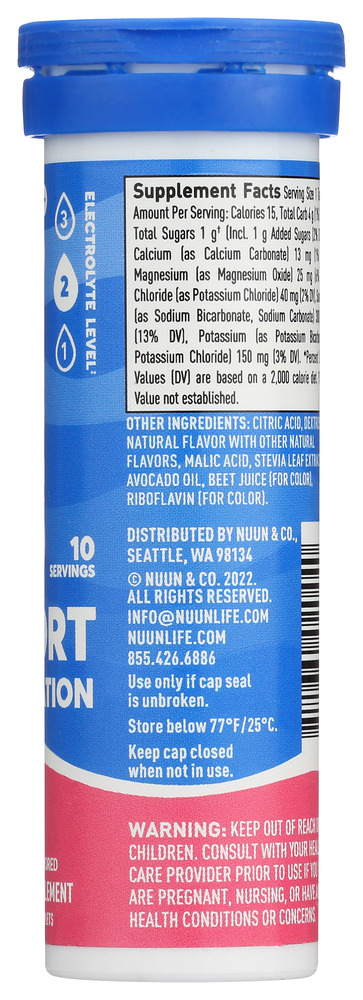 3
2
1
ELECTROLYTE LEVEL‡
10
SERVINGS
Supplement Facts Serving Size 1
Amount Per Serving: Calories 15, Total Carb 4 g
Total Sugars 1 g† (Incl. 1 g Added Sugars
Calcium (as Calcium Carbonate) 13 mg
Magnesium (as Magnesium Oxide) 25 mg
Chloride (as Potassium Chloride) 40 mg (2% DV),
(as Sodium Bicarbonate, Sodium Carbonate)
(13% DV), Potassium (as Potassium
Potassium Chloride) 150 mg (3% DV). *Percent
Values (DV) are based on a 2,000 calorie diet.
Value not established.
OTHER INGREDIENTS: CITRIC ACID,
NATURAL FLAVOR WITH OTHER NATURAL
FLAVORS, MALIC ACID, STEVIA LEAF
AVOCADO OIL, BEET JUICE (FOR COLOR),
RIBOFLAVIN (FOR COLOR).
DISTRIBUTED BY NUUN & CO.,
SEATTLE, WA 98134
© NUUN & CO. 2022.
ALL RIGHTS RESERVED.
INFO@NUUNLIFE.COM
NUUNLIFE.COM
855.426.6886
Use only if cap seal
is unbroken.
Store below 77°F/25°C.
Keep cap closed
when not in use.
WARNING: KEEP OUT OF REACH
CHILDREN. CONSULT WITH YOUR
CARE PROVIDER PRIOR TO USE IF YOU
ARE PREGNANT, NURSING, OR HAVE
HEALTH CONDITIONS OR CONCERNS.